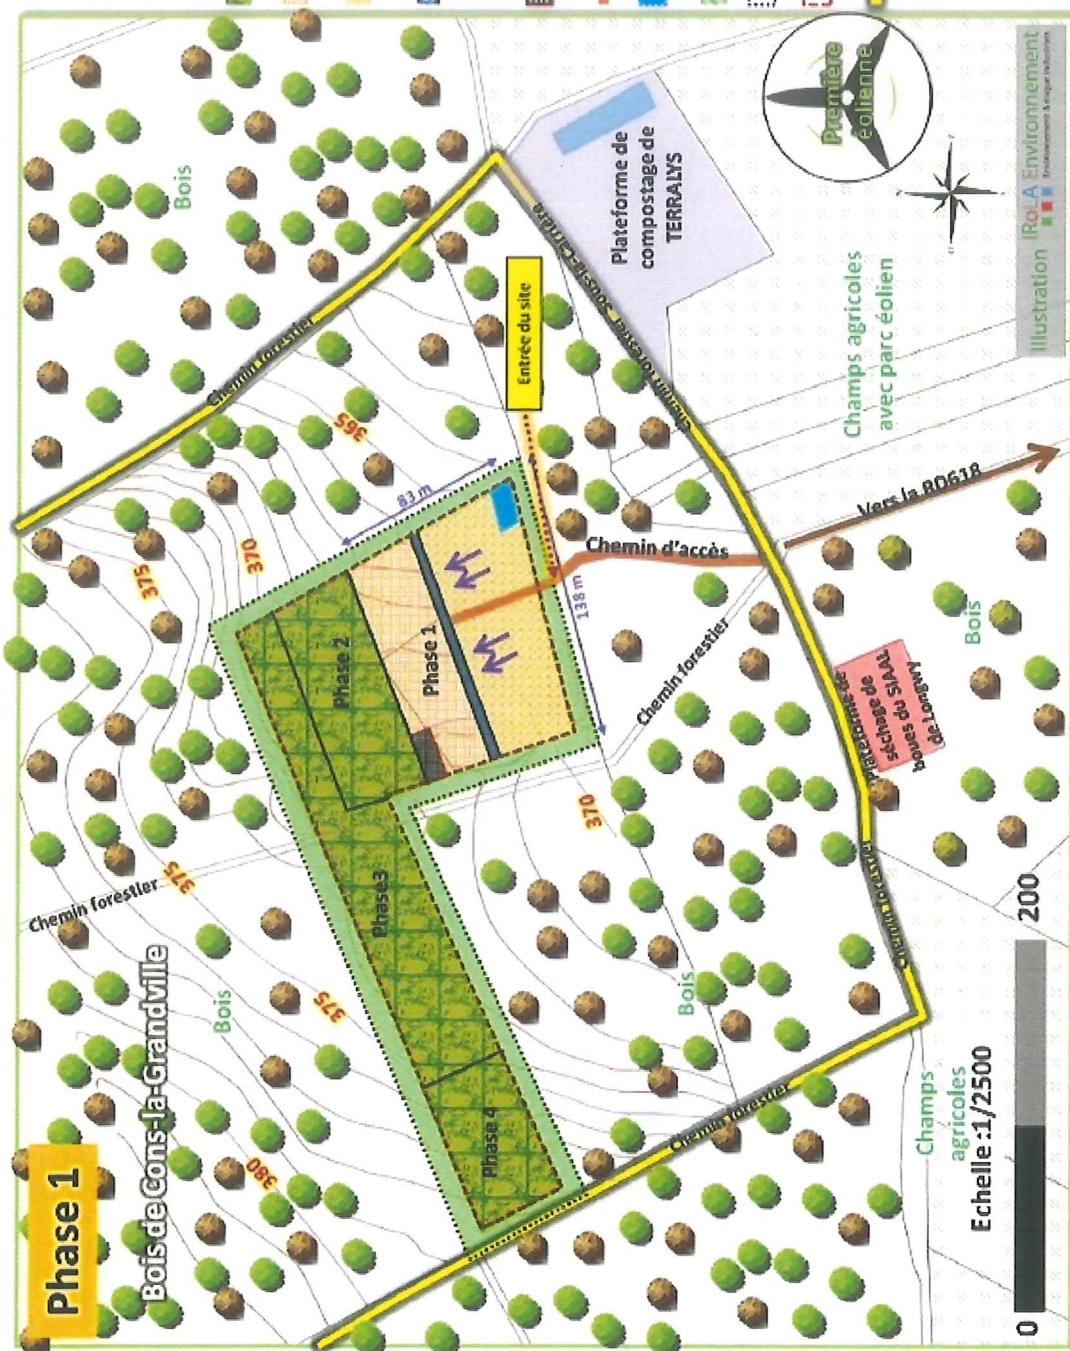 Phase 1
Bois de Cons-la-Grandville
Bois
380
Chemin forestier
375
375
Bois
375
370
Chemin forestier
365
Bois
Phase 4
Phase3
Phase 2
Phase 1
83 m
138 m
Entrée du site
Chemin d'accès
Chemin forestier
370
Bois
Chemin forestier
Chemin forestier
Plateforme de
séchage de
boues du SIAAL
de Longwy
Bois
Vers la RD618
Plateforme de
compostage de
TERRALYS
Première
éolienne
Champs agricoles
avec parc éolien
Champs
agricoles
Echelle :1/2500
0
200
Illustration
Environnement